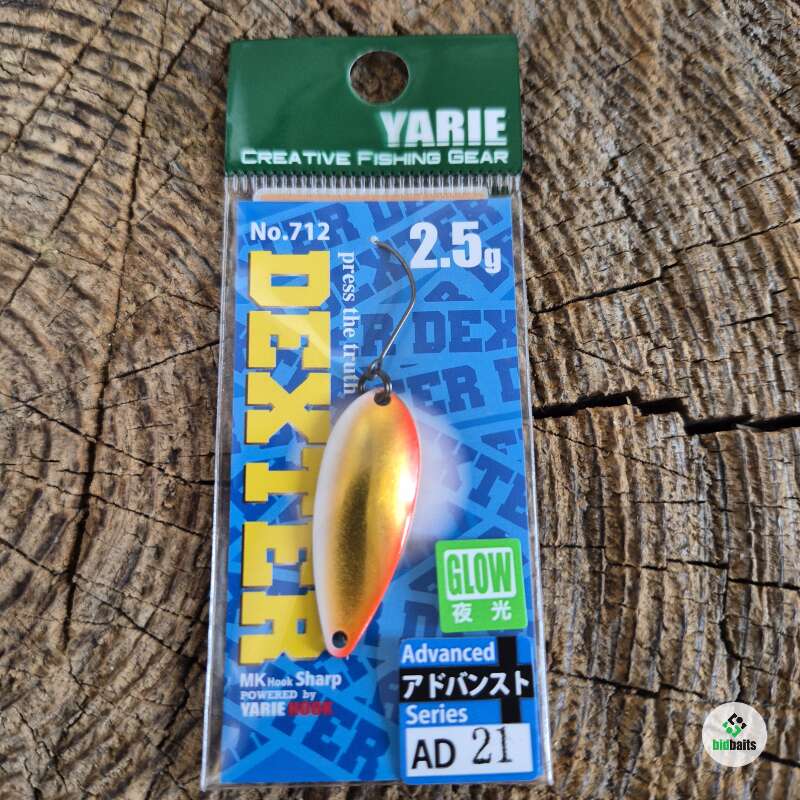 YARIE
CREATIVE FISHING GEAR
No.712
2.5g
DEXTER
press the truth
GLOW
夜光
MK Hook Sharp
POWERED by
YARIE HOOK
Advanced
アドバンスト
Series
AD 21
bidbaits